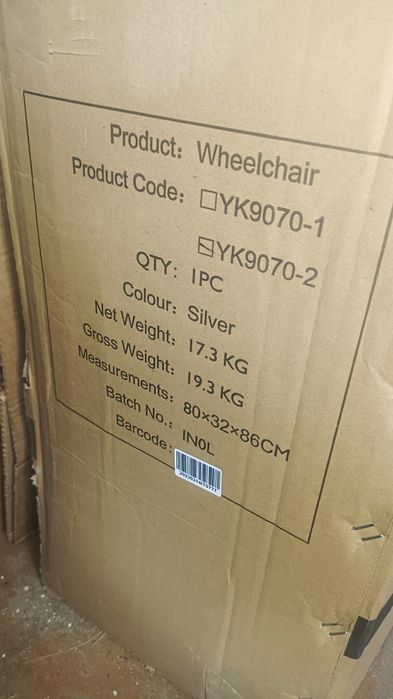 Product: Wheelchair
Product Code: □YK9070-1
☑YK9070-2
QTY: 1PC
Colour: Silver
Net Weight: 17.3 KG
Gross Weight: 19.3 KG
Measurements: 80×32×86CM
Batch No.: IN0L
Barcode: